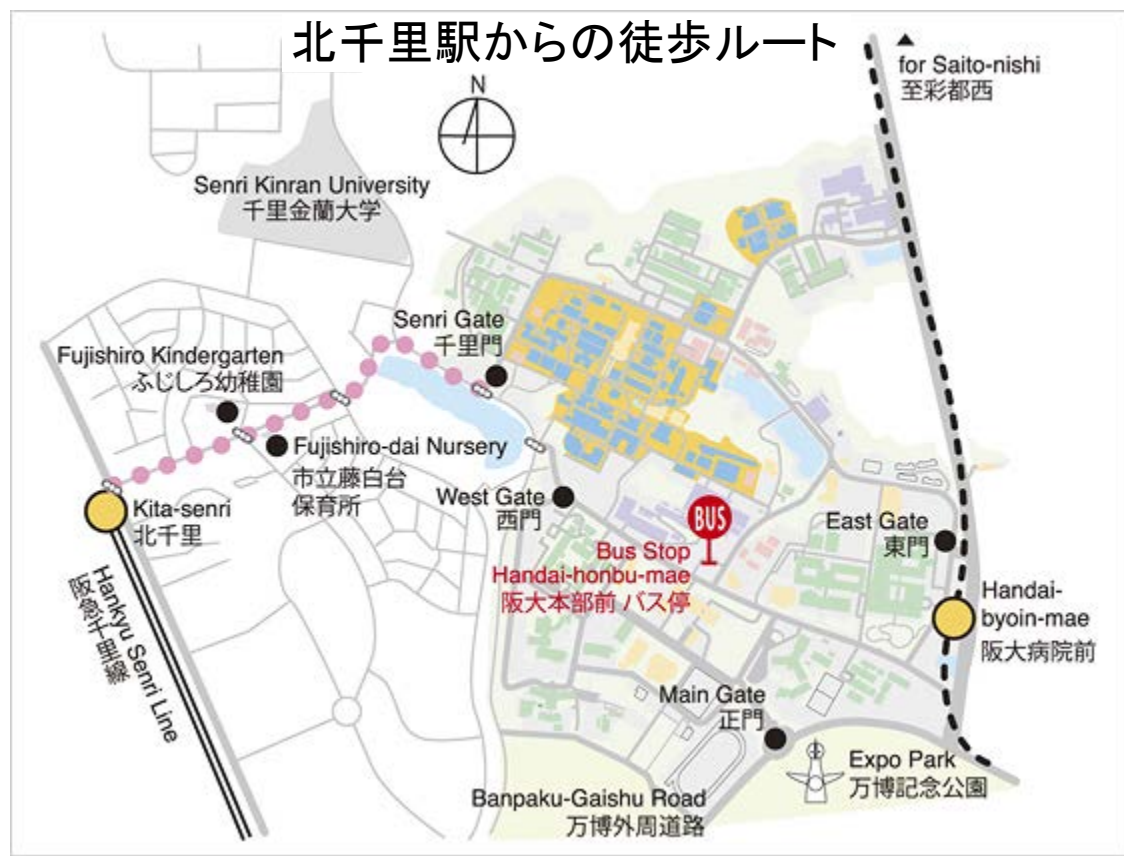 北千里駅からの徒歩ルート
for Saito-nishi
至彩都西
N
Senri Kinran University
千里金蘭大学
Senri Gate
千里門
Fujishiro Kindergarten
ふじしろ幼稚園
Fujishiro-dai Nursery
市立藤白台
保育所
Kita-senri
北千里
West Gate
西門
BUS
Bus Stop
Handai-honbu-mae
阪大本部前 バス停
East Gate
東門
Handai-
byoin-mae
阪大病院前
Hankyu Senri Line
阪急千里線
Main Gate
正門
Expo Park
万博記念公園
Banpaku-Gaishu Road
万博外周道路